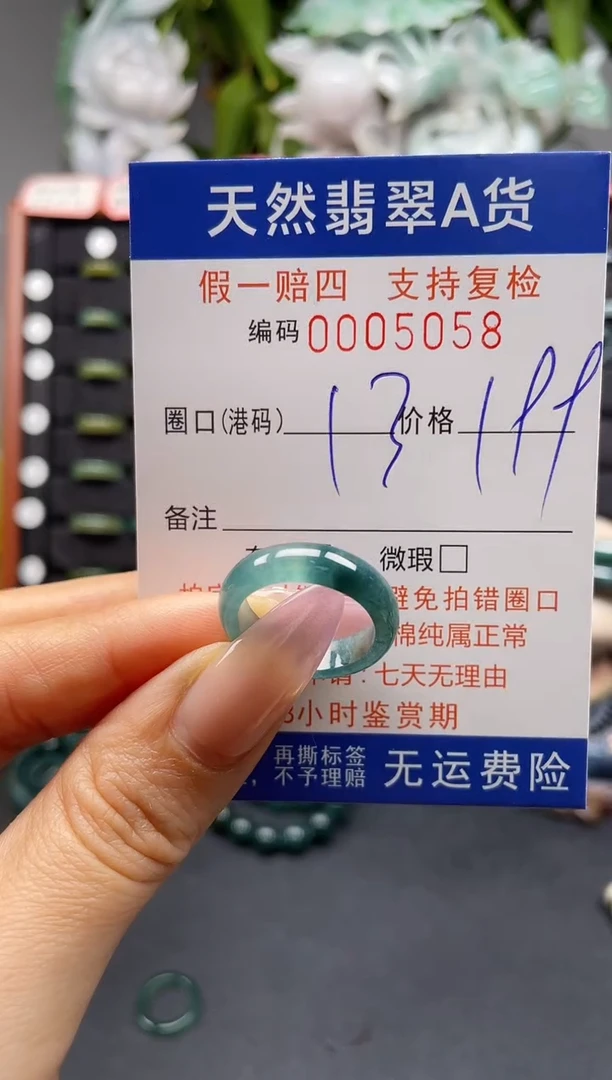 天然翡翠A货
假一赔四 支持复检
编码 0005058
圈口(港码) 13 价格 199
备注
微瑕□
避免拍错圈口
棉纯属正常
：七天无理由
小时鉴赏期
再撕标签
，不予理赔 无运费险